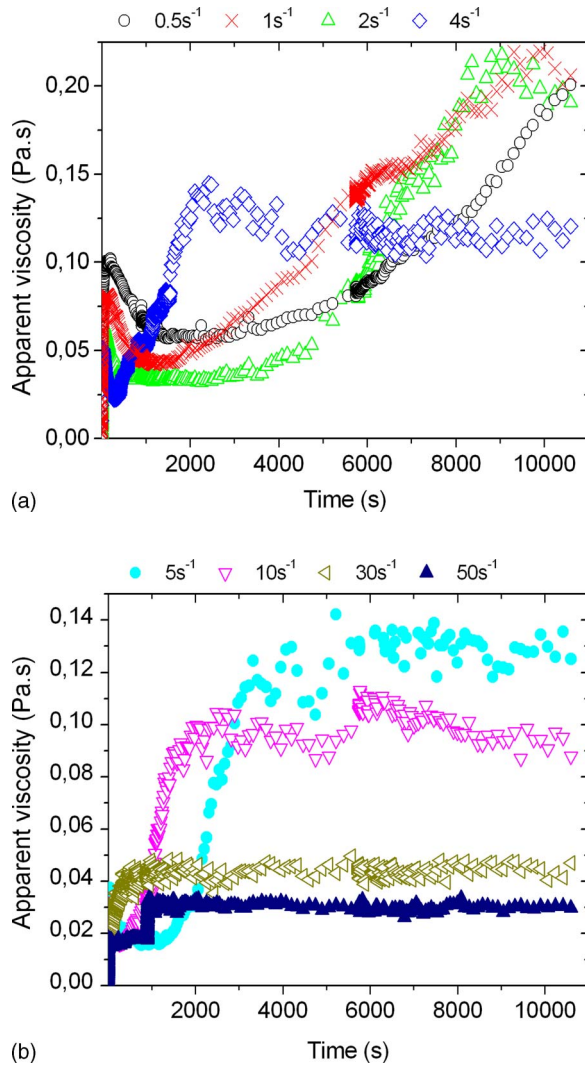 0.5s⁻¹ 1s⁻¹ 2s⁻¹ 4s⁻¹
0,20
0,15
0,10
0,05
0,00
Apparent viscosity (Pa.s)
2000 4000 6000 8000 10000
Time (s)
(a)
5s⁻¹ 10s⁻¹ 30s⁻¹ 50s⁻¹
0,14
0,12
0,10
0,08
0,06
0,04
0,02
0,00
Apparent viscosity (Pa.s)
2000 4000 6000 8000 10000
Time (s)
(b)